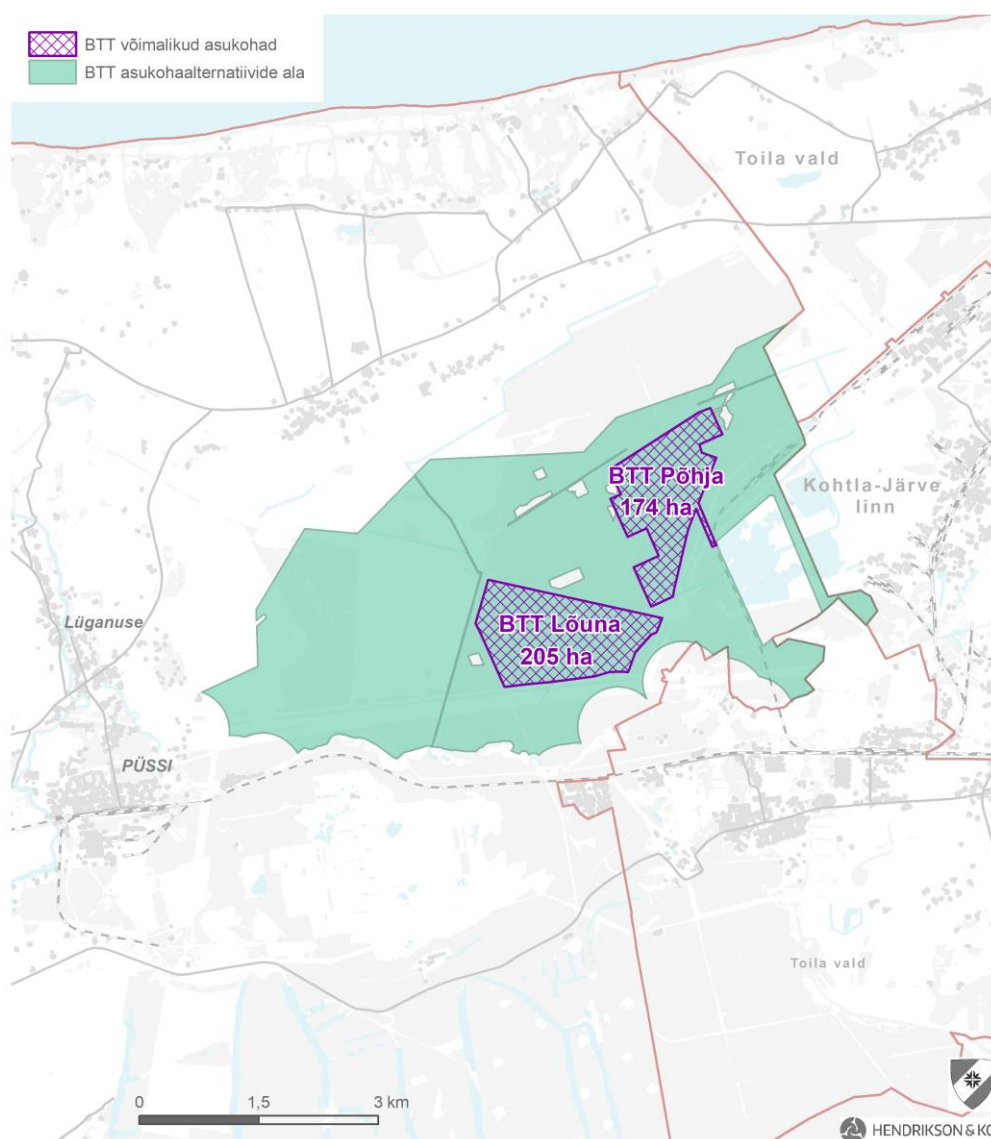 BTT võimalikud asukohad
BTT asukohaalternatiivide ala
Toila vald
Kohtla-Järve
linn
BTT Põhja
174 ha
Lüganuse
BTT Lõuna
205 ha
PÜSSI
Toila vald
0 1,5 3 km
HENDRIKSON & KO